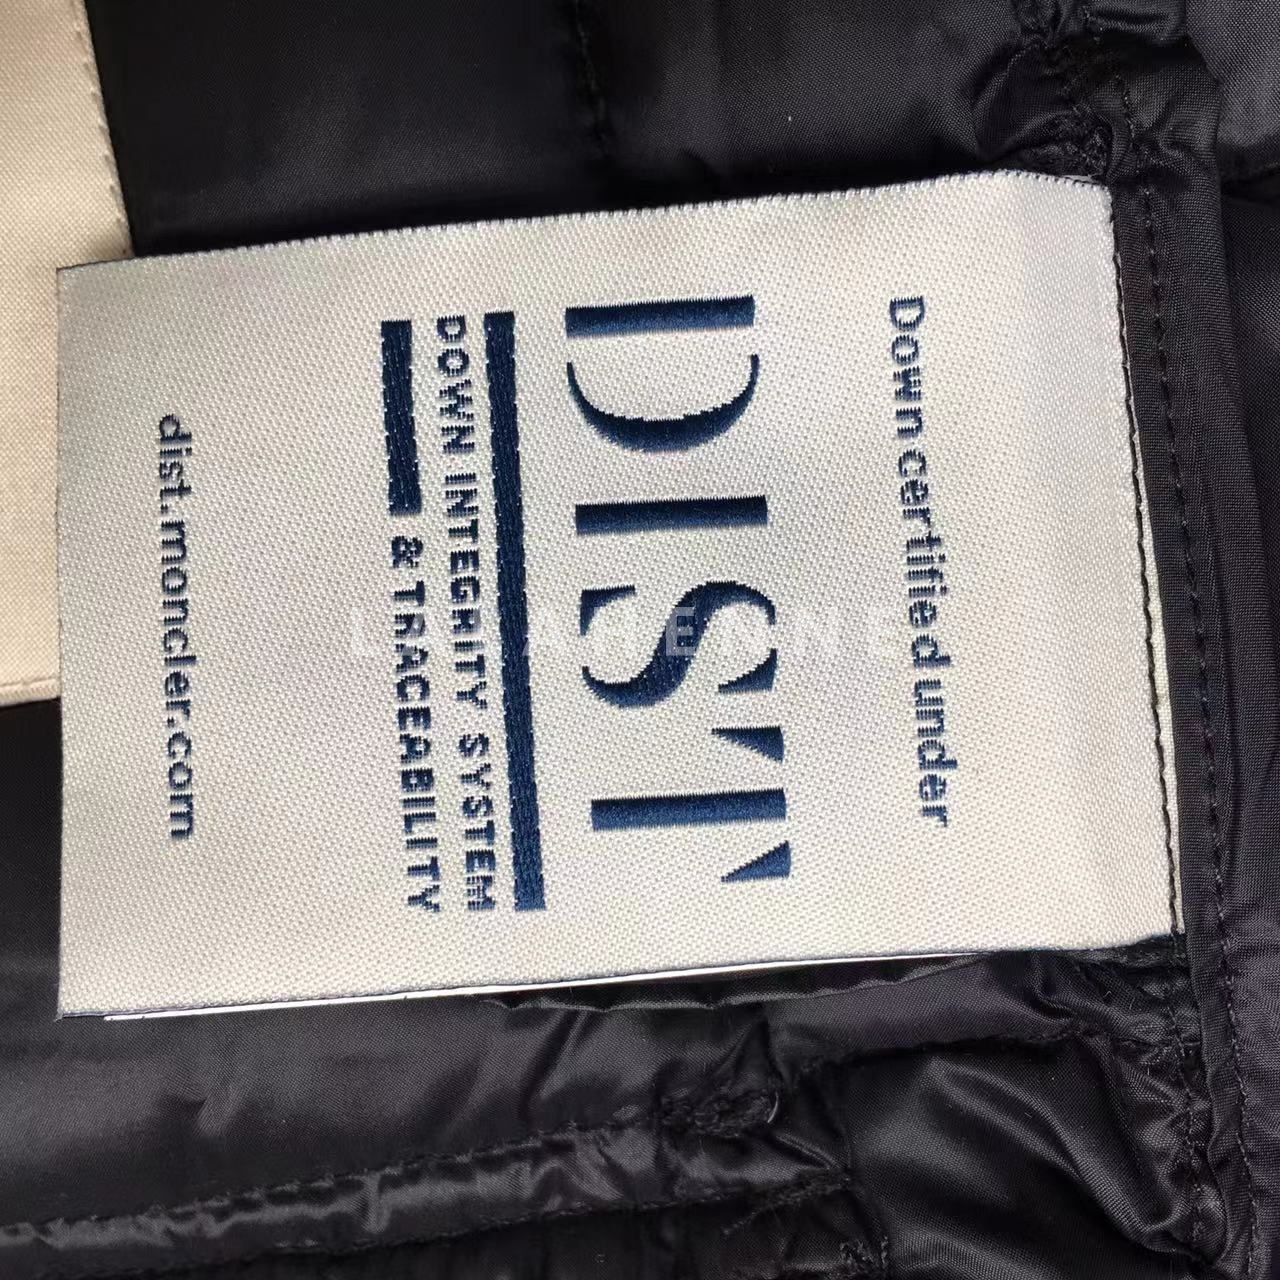 Down certified under
DIST
DOWN INTEGRITY SYSTEM
& TRACEABILITY
dist.moncler.com